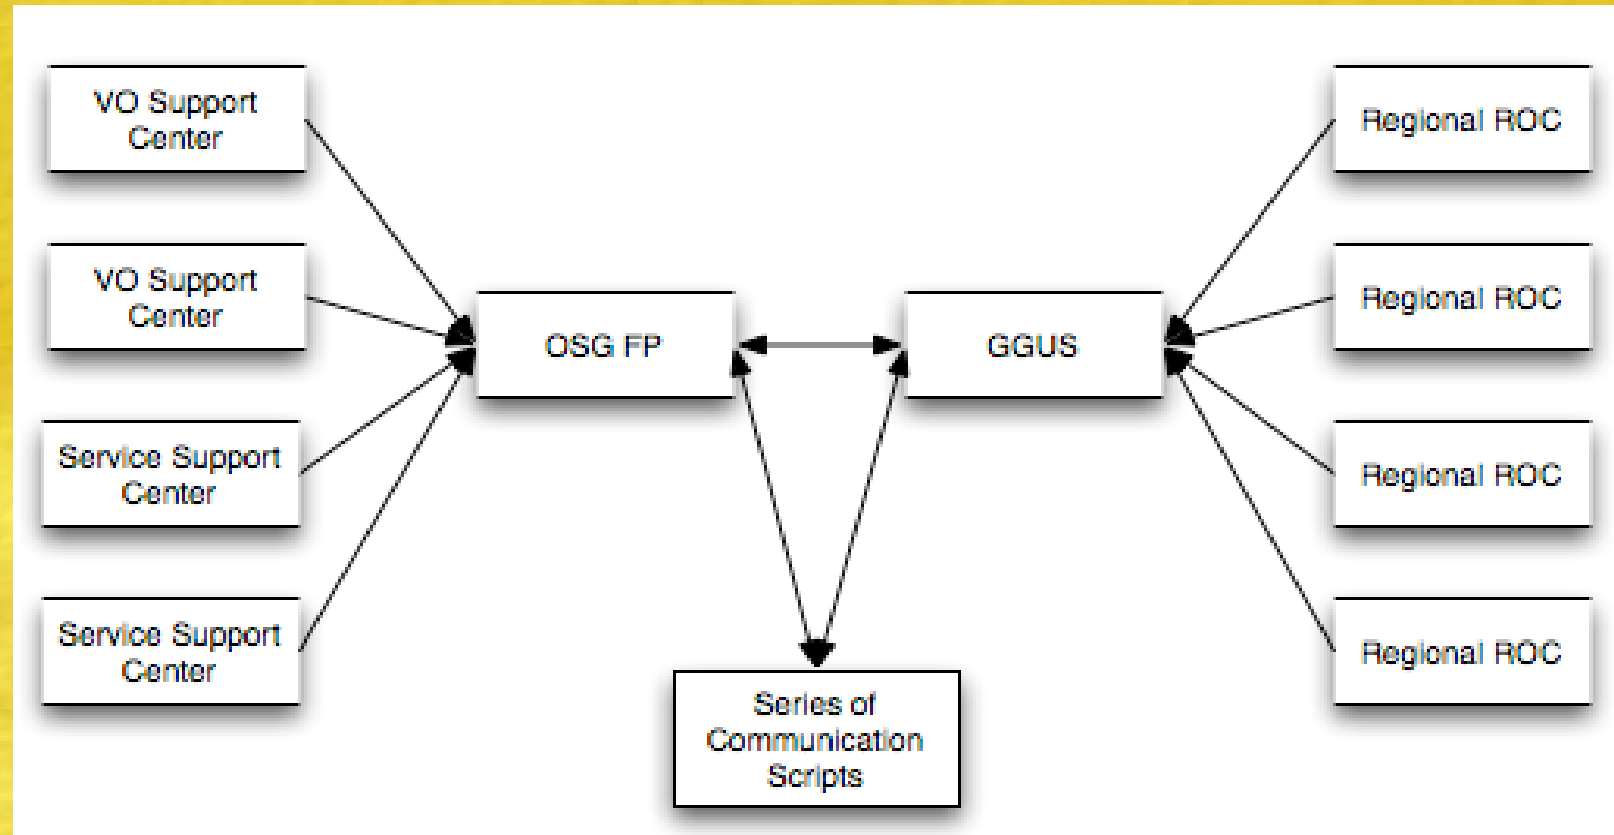 VO Support
Center
VO Support
Center
Service Support
Center
Service Support
Center
OSG FP
GGUS
Series of
Communication
Scripts
Regional ROC
Regional ROC
Regional ROC
Regional ROC